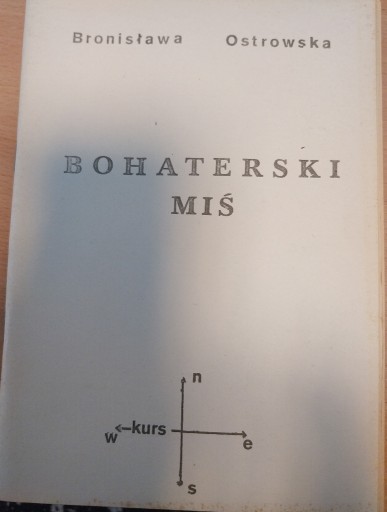 Bronisława Ostrowska
BOHATERSKI
MIŚ
n
w kurs e
s